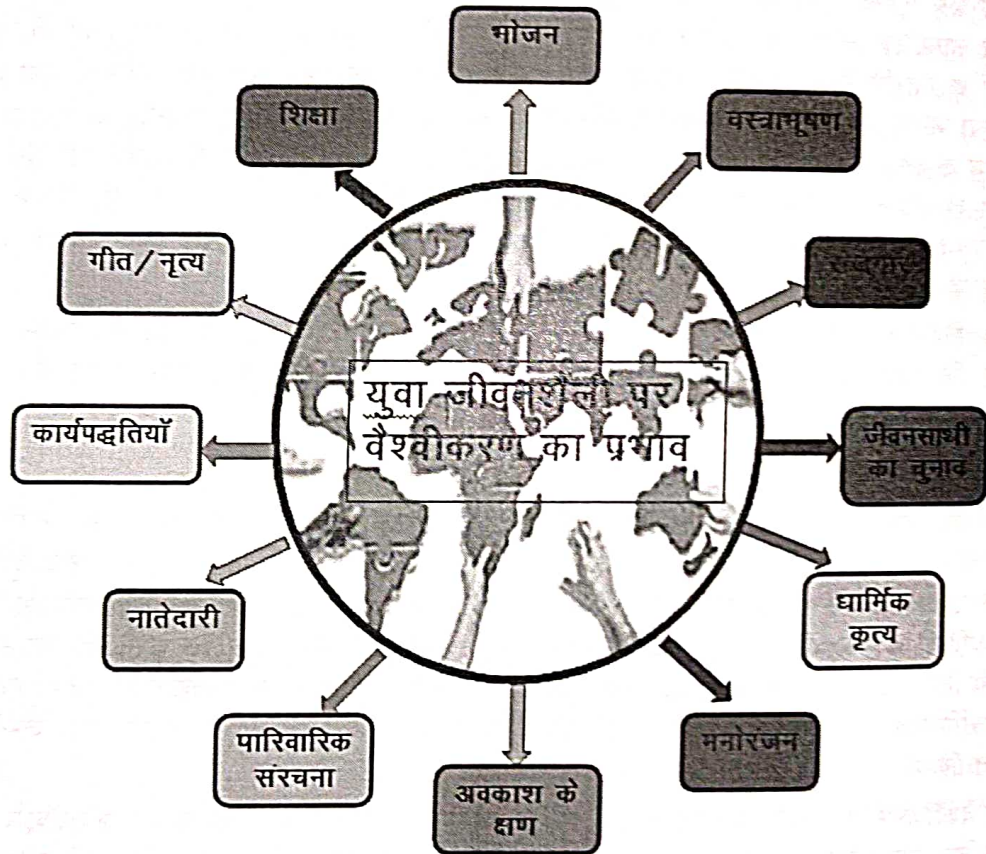 भोजन
शिक्षा
वस्त्राभूषण
गीत/नृत्य
युवा जीवनशैली पर
वैश्वीकरण का प्रभाव
कार्यपद्धतियॉ
जीवनसाथी
का चुनाव
नातेदारी
धार्मिक
कृत्य
पारिवारिक
संरचना
मनोरंजन
अवकाश के
क्षण